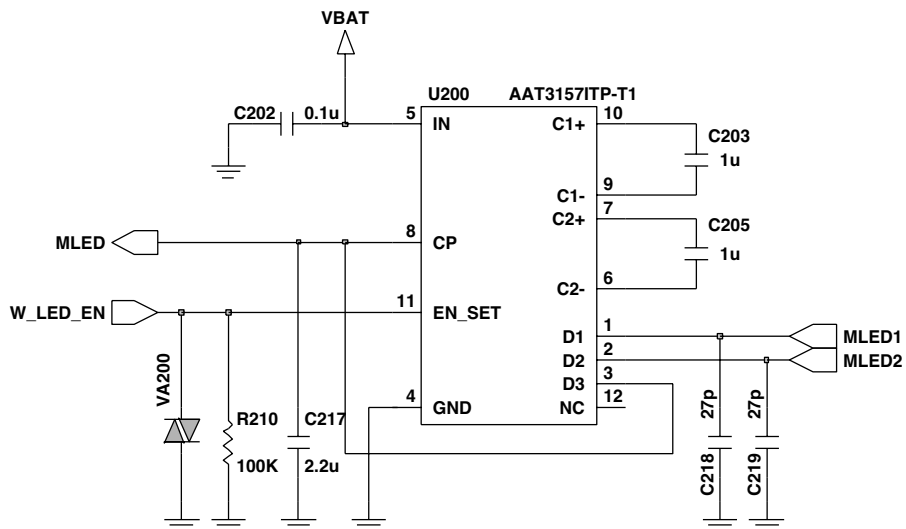 VBAT
U200 AAT3157ITP-T1
C202 0.1u 5 IN C1+ 10
C203
1u
C1- 9
C2+ 7
MLED 8 CP
C205
1u
C2- 6
W_LED_EN 11 EN_SET
D1 1 MLED1
D2 2 MLED2
D3 3
4 GND NC 12
VA200
R210
100K
C217
2.2u
27p
C218
27p
C219